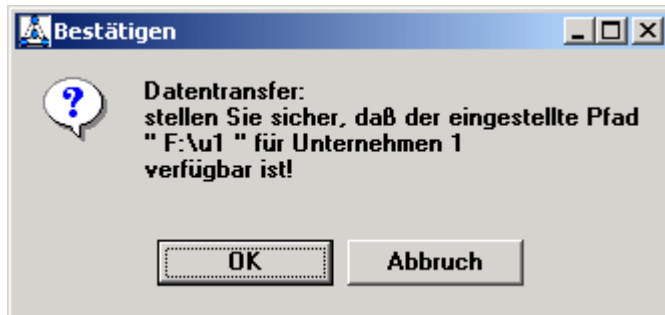 Bestätigen
?
Datentransfer:
stellen Sie sicher, daß der eingestellte Pfad
" F:\u1 " für Unternehmen 1
verfügbar ist!
OK
Abbruch